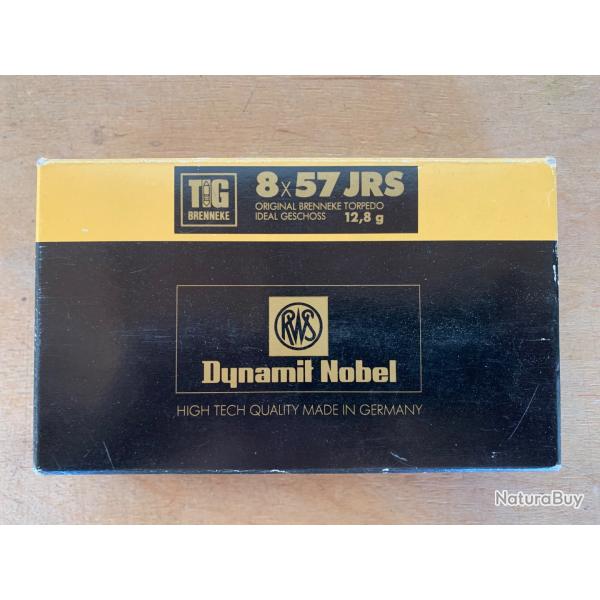 TIG
BRENNEKE
8x57 JRS
ORIGINAL BRENNEKE TORPEDO
IDEAL GESCHOSS 12,8 g
RWS
Dynamit Nobel
HIGH TECH QUALITY MADE IN GERMANY
NaturaBuy